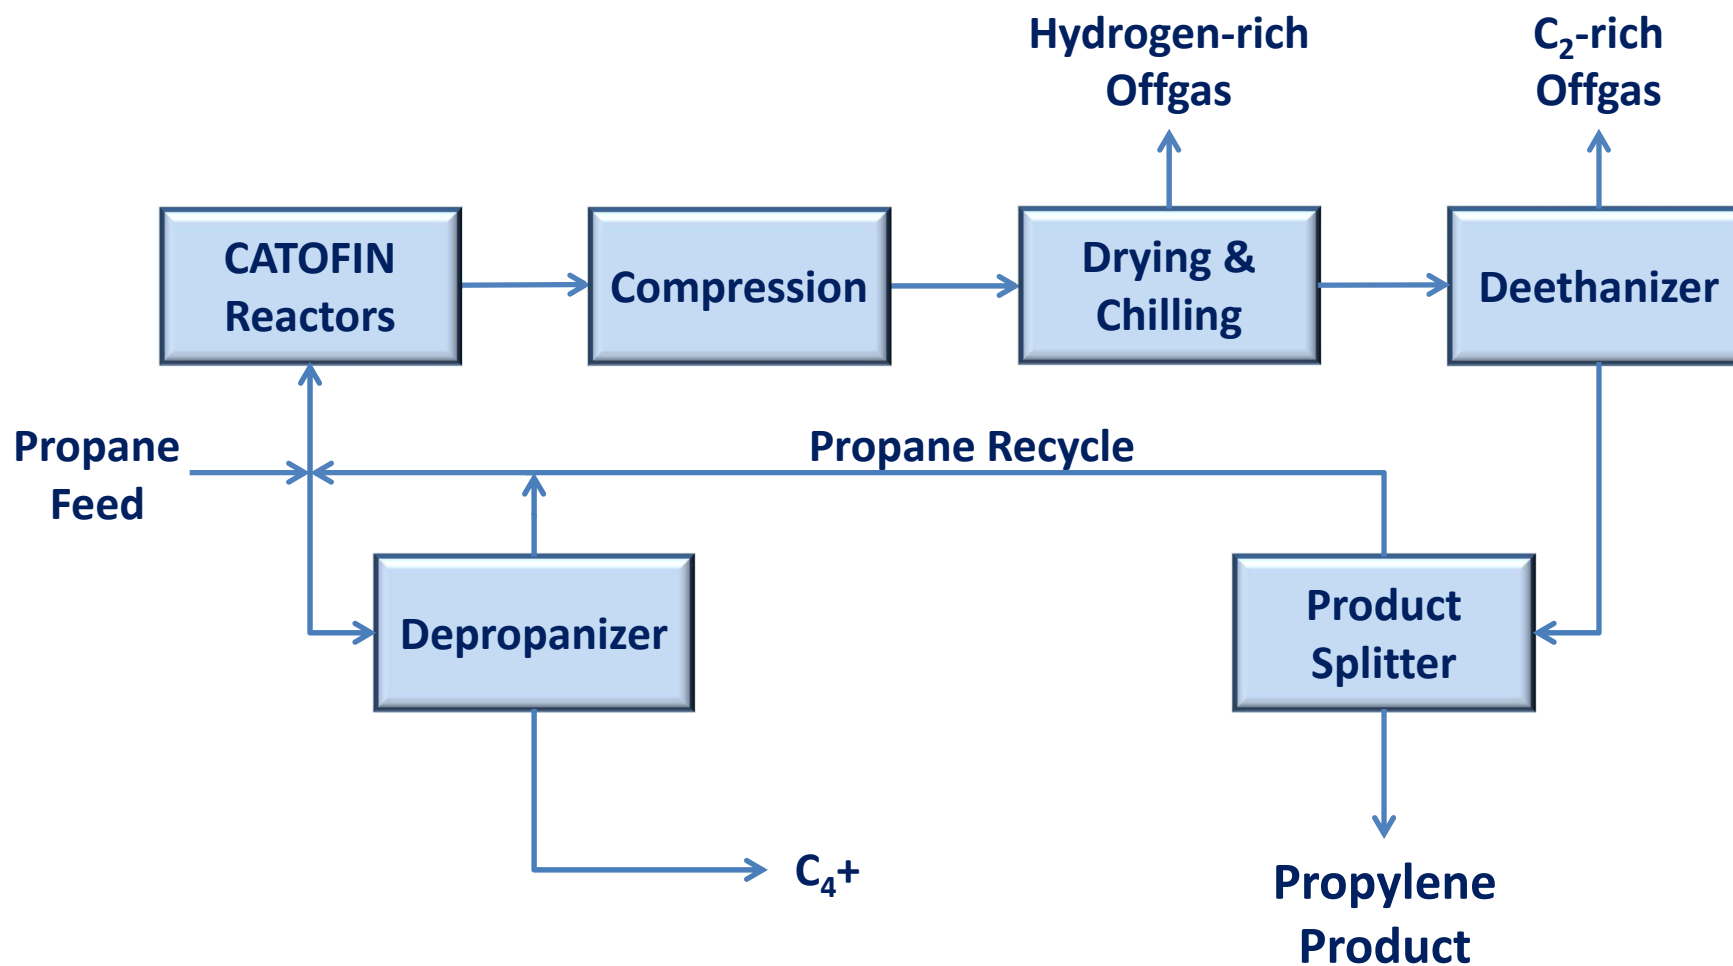 Hydrogen-rich
Offgas
C₂-rich
Offgas
CATOFIN
Reactors
Compression
Drying &
Chilling
Deethanizer
Propane
Feed
Propane Recycle
Depropanizer
Product
Splitter
C₄+
Propylene
Product